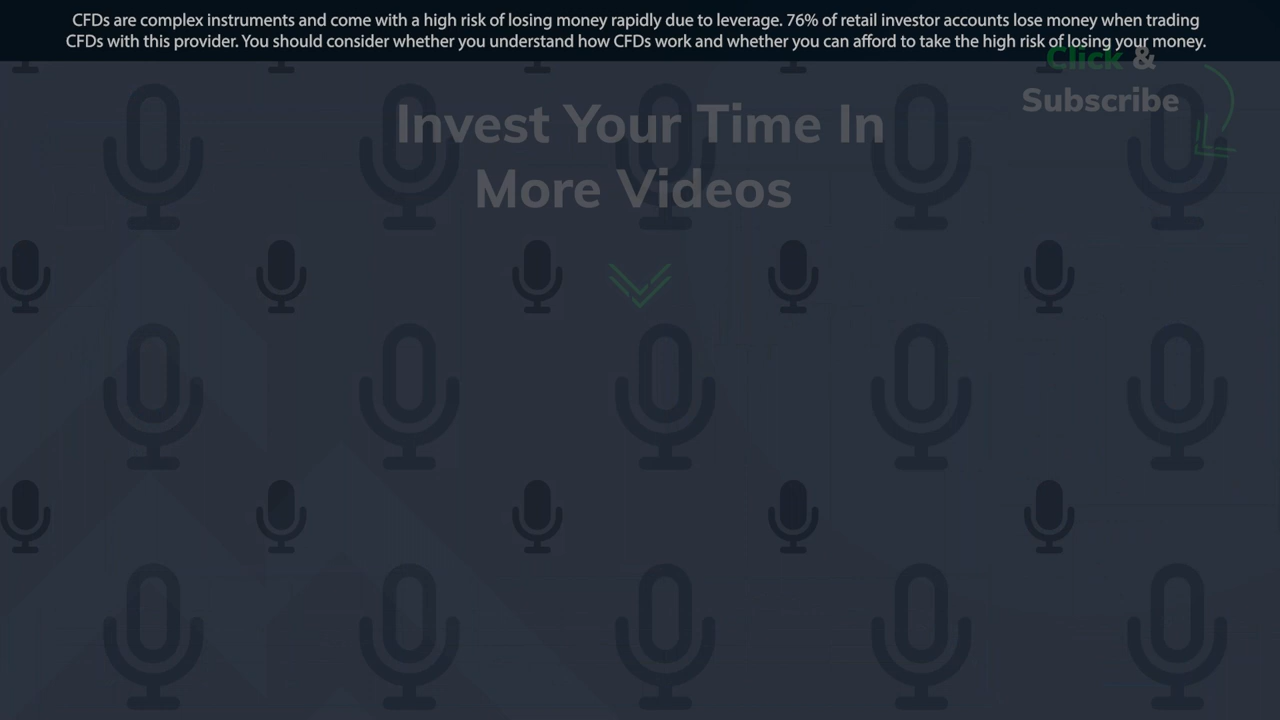 CFDs are complex instruments and come with a high risk of losing money rapidly due to leverage. 76% of retail investor accounts lose money when trading
CFDs with this provider. You should consider whether you understand how CFDs work and whether you can afford to take the high risk of losing your money.
Click &
Subscribe
Invest Your Time In
More Videos